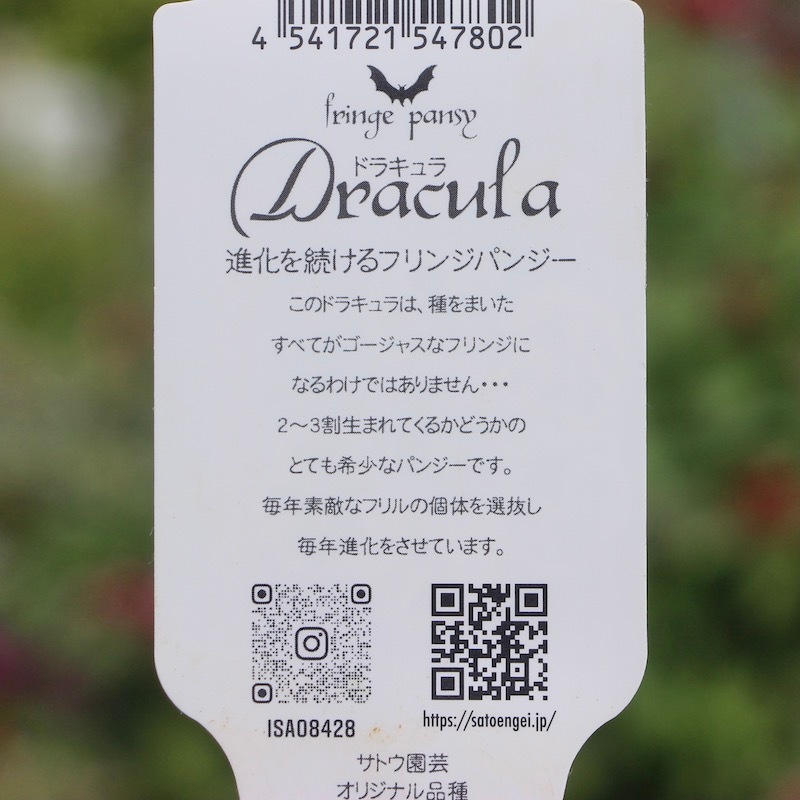 4 541721 547802
fringe pansy
ドラキュラ
Dracula
進化を続けるフリンジパンジー
このドラキュラは、種をまいた
すべてがゴージャスなフリンジに
なるわけではありません・・・
2〜3割生まれてくるかどうかの
とても希少なパンジーです。
毎年素敵なフリルの個体を選抜し
毎年進化をさせています。
ISA08428
https://satoengei.jp/
サトウ園芸
オリジナル品種